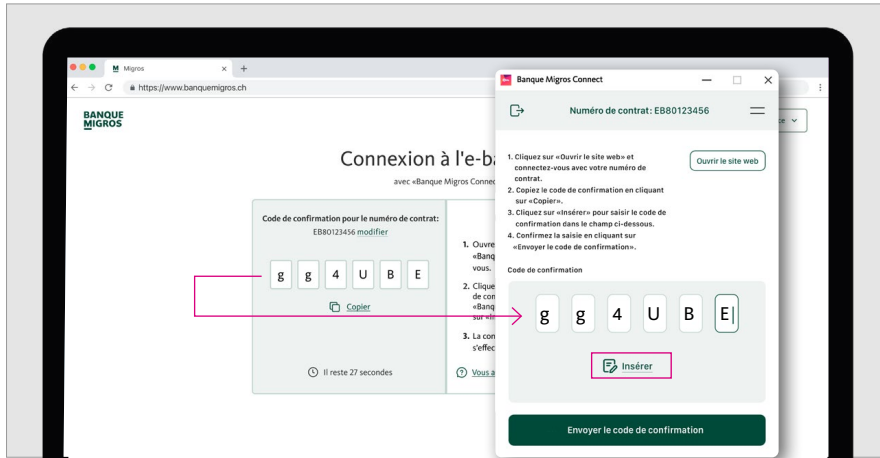 M Migros
https://www.banquemigros.ch
BANQUE
MIGROS
Connexion à l'e-ba
avec «Banque Migros Connec
Code de confirmation pour le numéro de contrat:
EB80123456 modifier
g g 4 U B E
Copier
Il reste 27 secondes
1. Ouvre
«Banq
vous.
2. Clique
de con
«Banq
3. La con
s'effec
Vous a
Banque Migros Connect
Numéro de contrat: EB80123456
1. Cliquez sur «Ouvrir le site web» et
connectez-vous avec votre numéro de
contrat.
2. Copiez le code de confirmation en cliquant
sur «Copier».
3. Cliquez sur «Insérer» pour saisir le code de
confirmation dans le champ ci-dessous.
4. Confirmez la saisie en cliquant sur
«Envoyer le code de confirmation».
Ouvrir le site web
Code de confirmation
g g 4 U B E
Insérer
Envoyer le code de confirmation